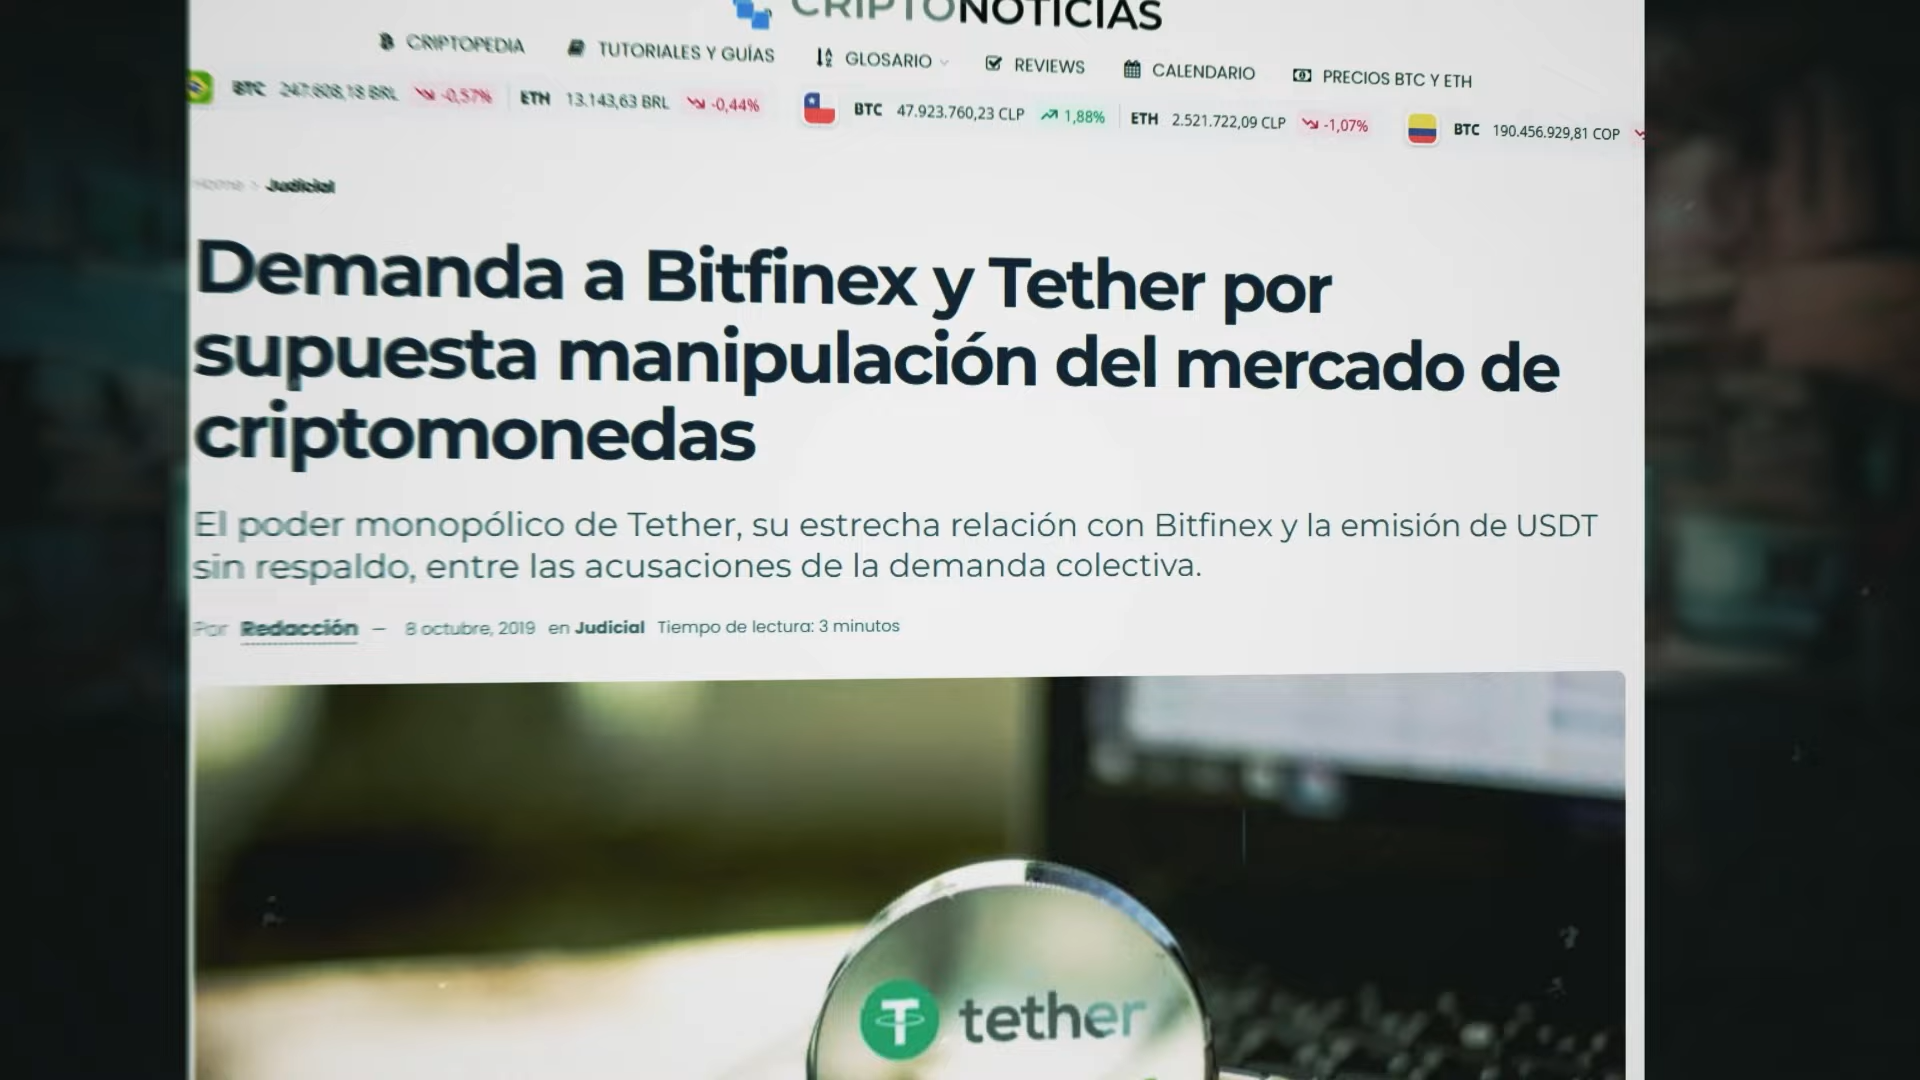 CRIPTONOTICIAS
CRIPTOPEDIA TUTORIALES Y GUÍAS GLOSARIO REVIEWS CALENDARIO PRECIOS BTC Y ETH
BTC 247.608,18 BRL -0,57% ETH 13.143,63 BRL -0,44% BTC 47.923.760,23 CLP 1,88% ETH 2.521.722,09 CLP -1,07% BTC 190.456.929,81 COP
Home > Judicial
Demanda a Bitfinex y Tether por
supuesta manipulación del mercado de
criptomonedas
El poder monopólico de Tether, su estrecha relación con Bitfinex y la emisión de USDT
sin respaldo, entre las acusaciones de la demanda colectiva.
Por Redacción — 8 octubre, 2019 en Judicial Tiempo de lectura: 3 minutos
tether